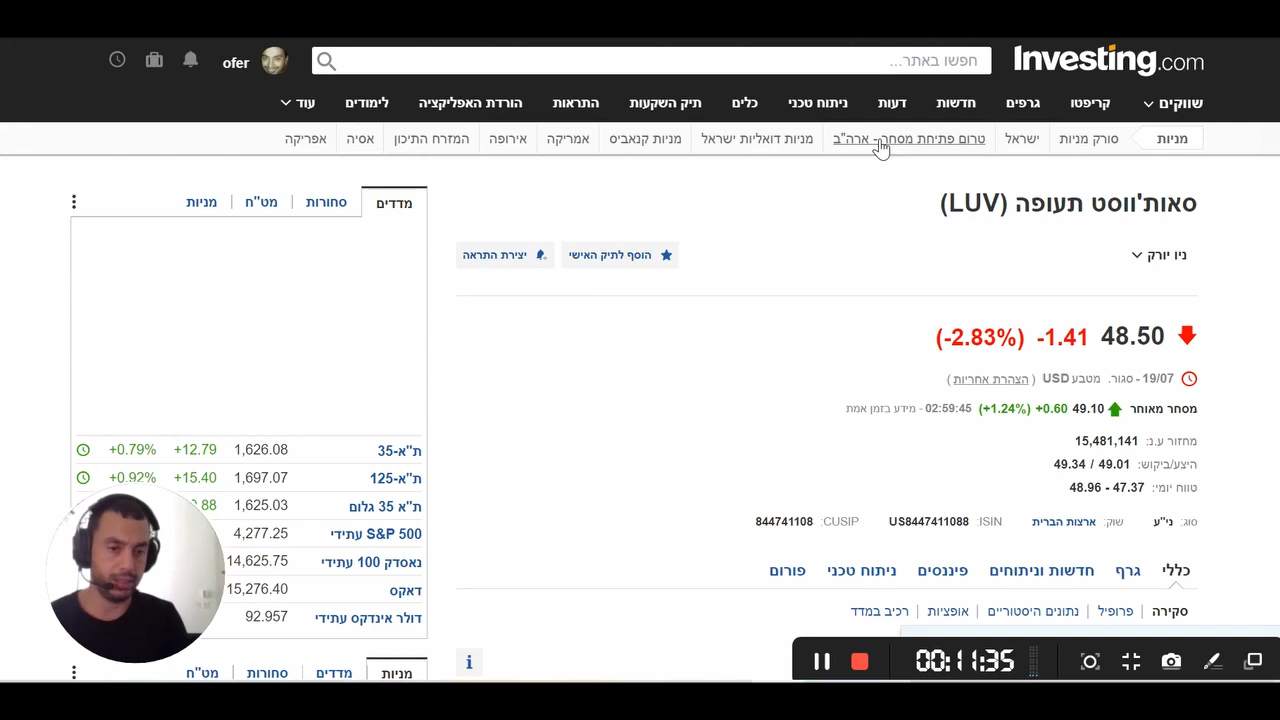 Investing.com
חפשו באתר...
ofer
שווקים קריפטו גרפים חדשות דעות ניתוח טכני כלים תיק השקעות התראות הורדת האפליקציה לימודים עוד
מניות סורק מניות ישראל טרום פתיחת מסחר - ארה"ב מניות דואליות ישראל מניות קנאביס אמריקה אירופה המזרח התיכון אסיה אפריקה
סאות'ווסט תעופה (LUV)
ניו יורק
הוסף לתיק האישי
יצירת התראה
48.50 -1.41 (-2.83%)
19/07 - סגור. מטבע USD ( הצהרת אחריות )
מסחר מאוחר 49.10 +0.60 (+1.24%) 02:59:45 - מידע בזמן אמת
מחזור ע.נ: 15,481,141
היצע/ביקוש: 49.01 / 49.34
טווח יומי: 47.37 - 48.96
סוג: ני"ע שוק: ארצות הברית ISIN: US8447411088 CUSIP: 844741108
כללי גרף חדשות וניתוחים פיננסים ניתוח טכני פורום
סקירה פרופיל נתונים היסטוריים אופציות רכיב במדד
מדדים סחורות מט"ח מניות
ת"א-35 1,626.08 +12.79 +0.79%
ת"א-125 1,697.07 +15.40 +0.92%
ת"א 35 גלום 1,625.03
S&P 500 עתידי 4,277.25
נאסדק 100 עתידי 14,625.75
דאקס 15,276.40
דולר אינדקס עתידי 92.957
מניות מדדים סחורות מט"ח
00:11:35